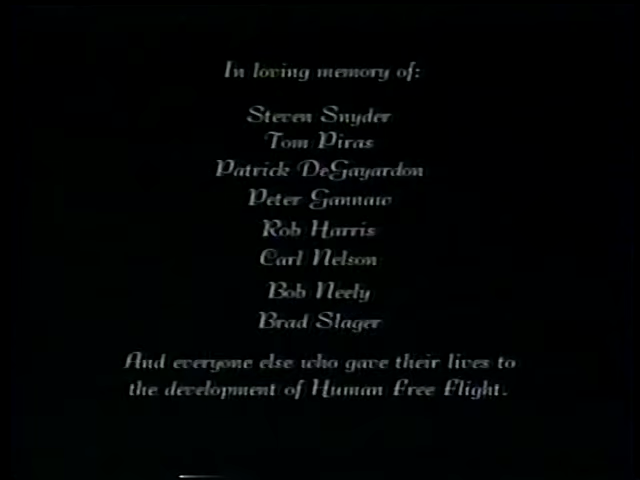 In loving memory of:
Steven Snyder
Tom Piras
Patrick DeGayardon
Peter Gannaw
Rob Harris
Carl Nelson
Bob Neely
Brad Slager
And everyone else who gave their lives to
the development of Human Free Flight.